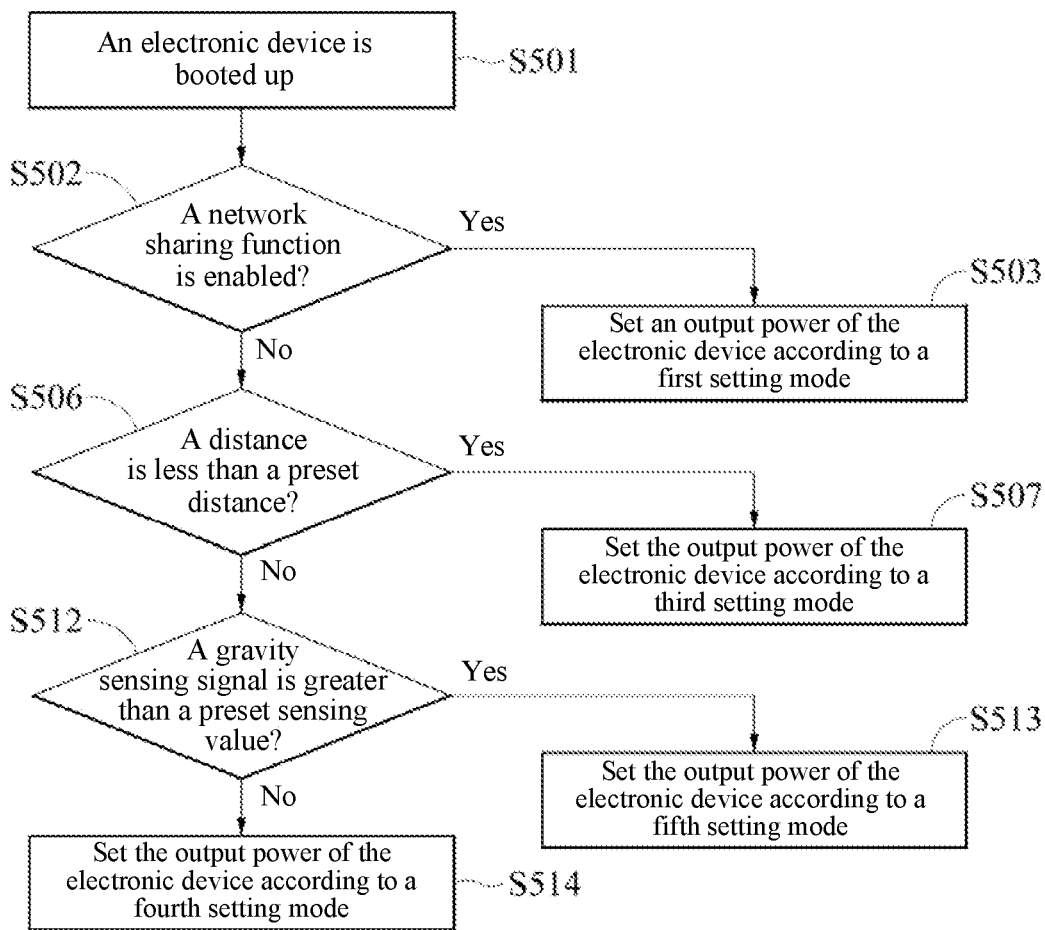 An electronic device is
booted up
S501
S502
A network
sharing function
is enabled?
Yes
S503
Set an output power of the
electronic device according to a
first setting mode
No
S506
A distance
is less than a preset
distance?
Yes
S507
Set the output power of the
electronic device according to a
third setting mode
No
S512
A gravity
sensing signal is greater
than a preset sensing
value?
Yes
S513
Set the output power of the
electronic device according to a
fifth setting mode
No
Set the output power of the
electronic device according to a
fourth setting mode
S514